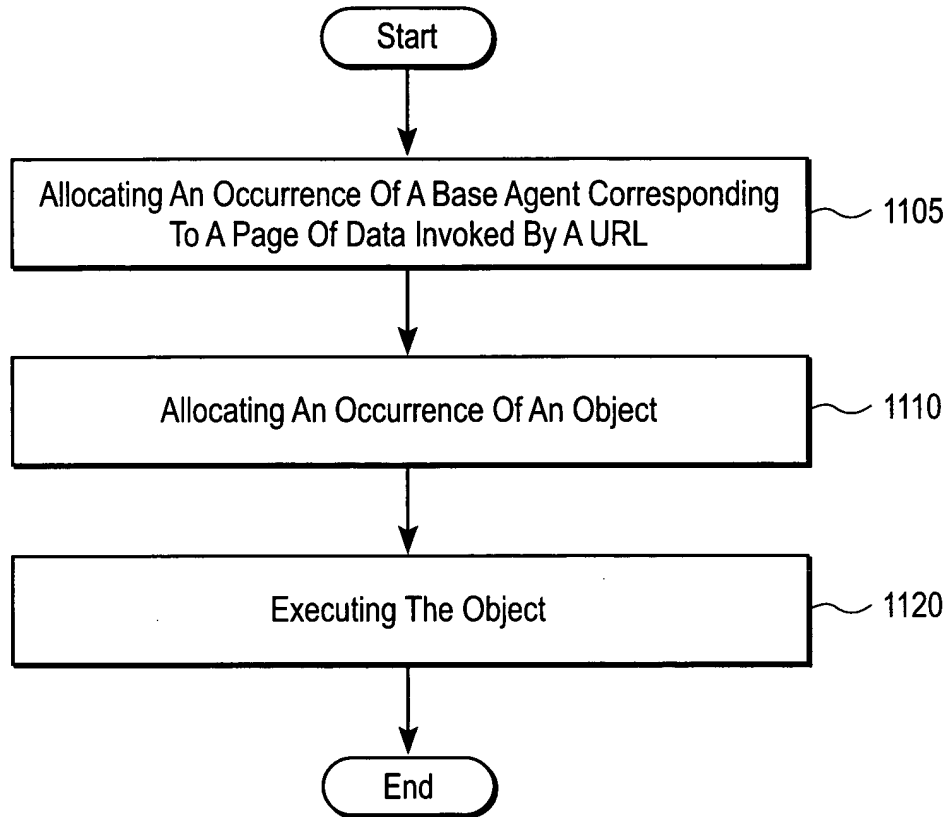 Start
Allocating An Occurrence Of A Base Agent Corresponding
To A Page Of Data Invoked By A URL
1105
Allocating An Occurrence Of An Object
1110
Executing The Object
1120
End